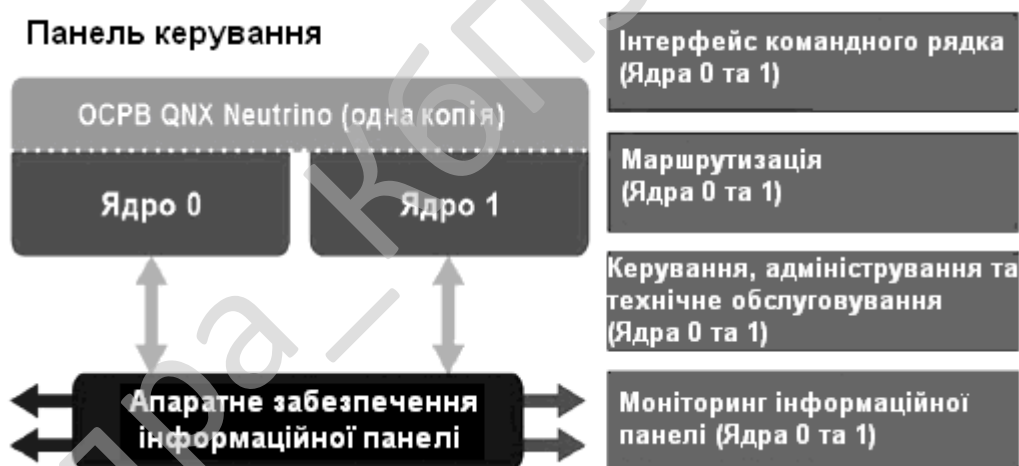 Панель керування
ОСРВ QNX Neutrino (одна копія)
Ядро 0
Ядро 1
Апаратне забезпечення
інформаційної панелі
Інтерфейс командного рядка
(Ядра 0 та 1)
Маршрутизація
(Ядра 0 та 1)
Керування, адміністрування та
технічне обслуговування
(Ядра 0 та 1)
Моніторинг інформаційної
панелі (Ядра 0 та 1)